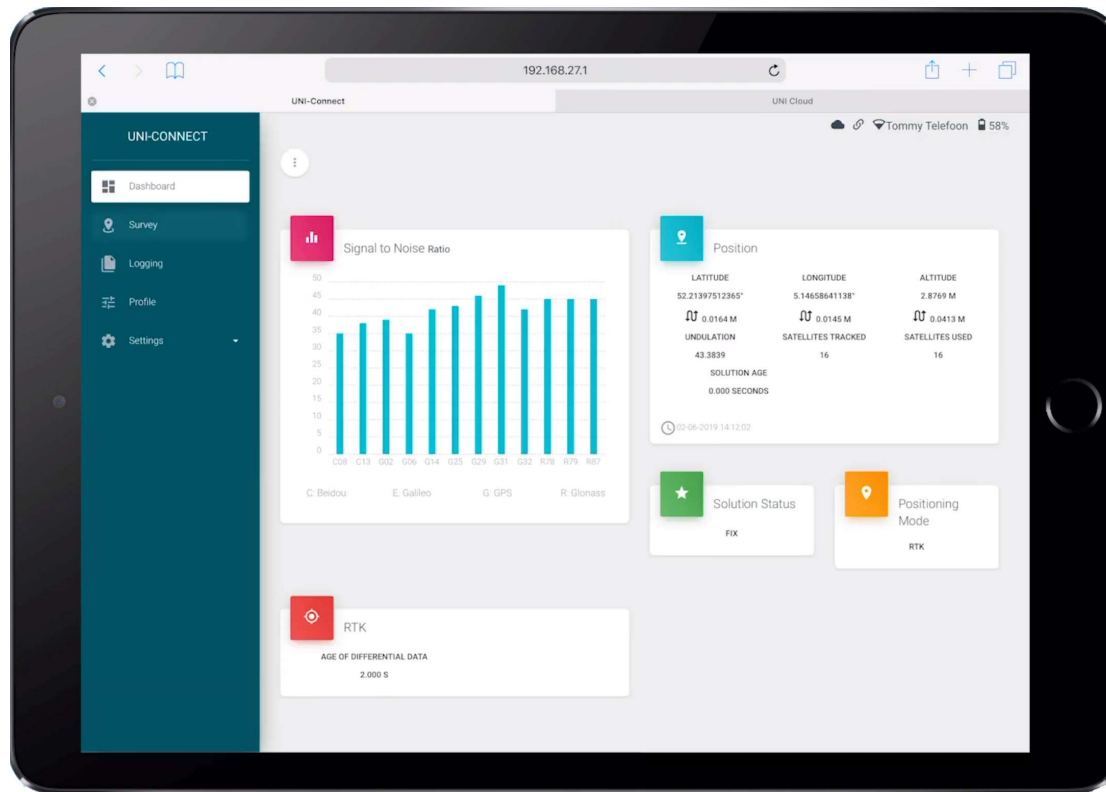 192.168.27.1
UNI-Connect
UNI Cloud
Tommy Telefoon 58%
UNI-CONNECT
Dashboard
Survey
Logging
Profile
Settings
Signal to Noise Ratio
50
45
40
35
30
25
20
15
10
5
0
C08 C13 G02 G06 G14 G25 G29 G31 G32 R78 R79 R87
C: Beidou E: Galileo G: GPS R: Glonass
Position
LATITUDE LONGITUDE ALTITUDE
52.21397512365° 5.14658641138° 2.8769 M
0.0164 M 0.0145 M 0.0413 M
UNDULATION SATELLITES TRACKED SATELLITES USED
43.3839 16 16
SOLUTION AGE
0.000 SECONDS
02-06-2019 14:12:02
Solution Status
FIX
Positioning
Mode
RTK
RTK
AGE OF DIFFERENTIAL DATA
2.000 S